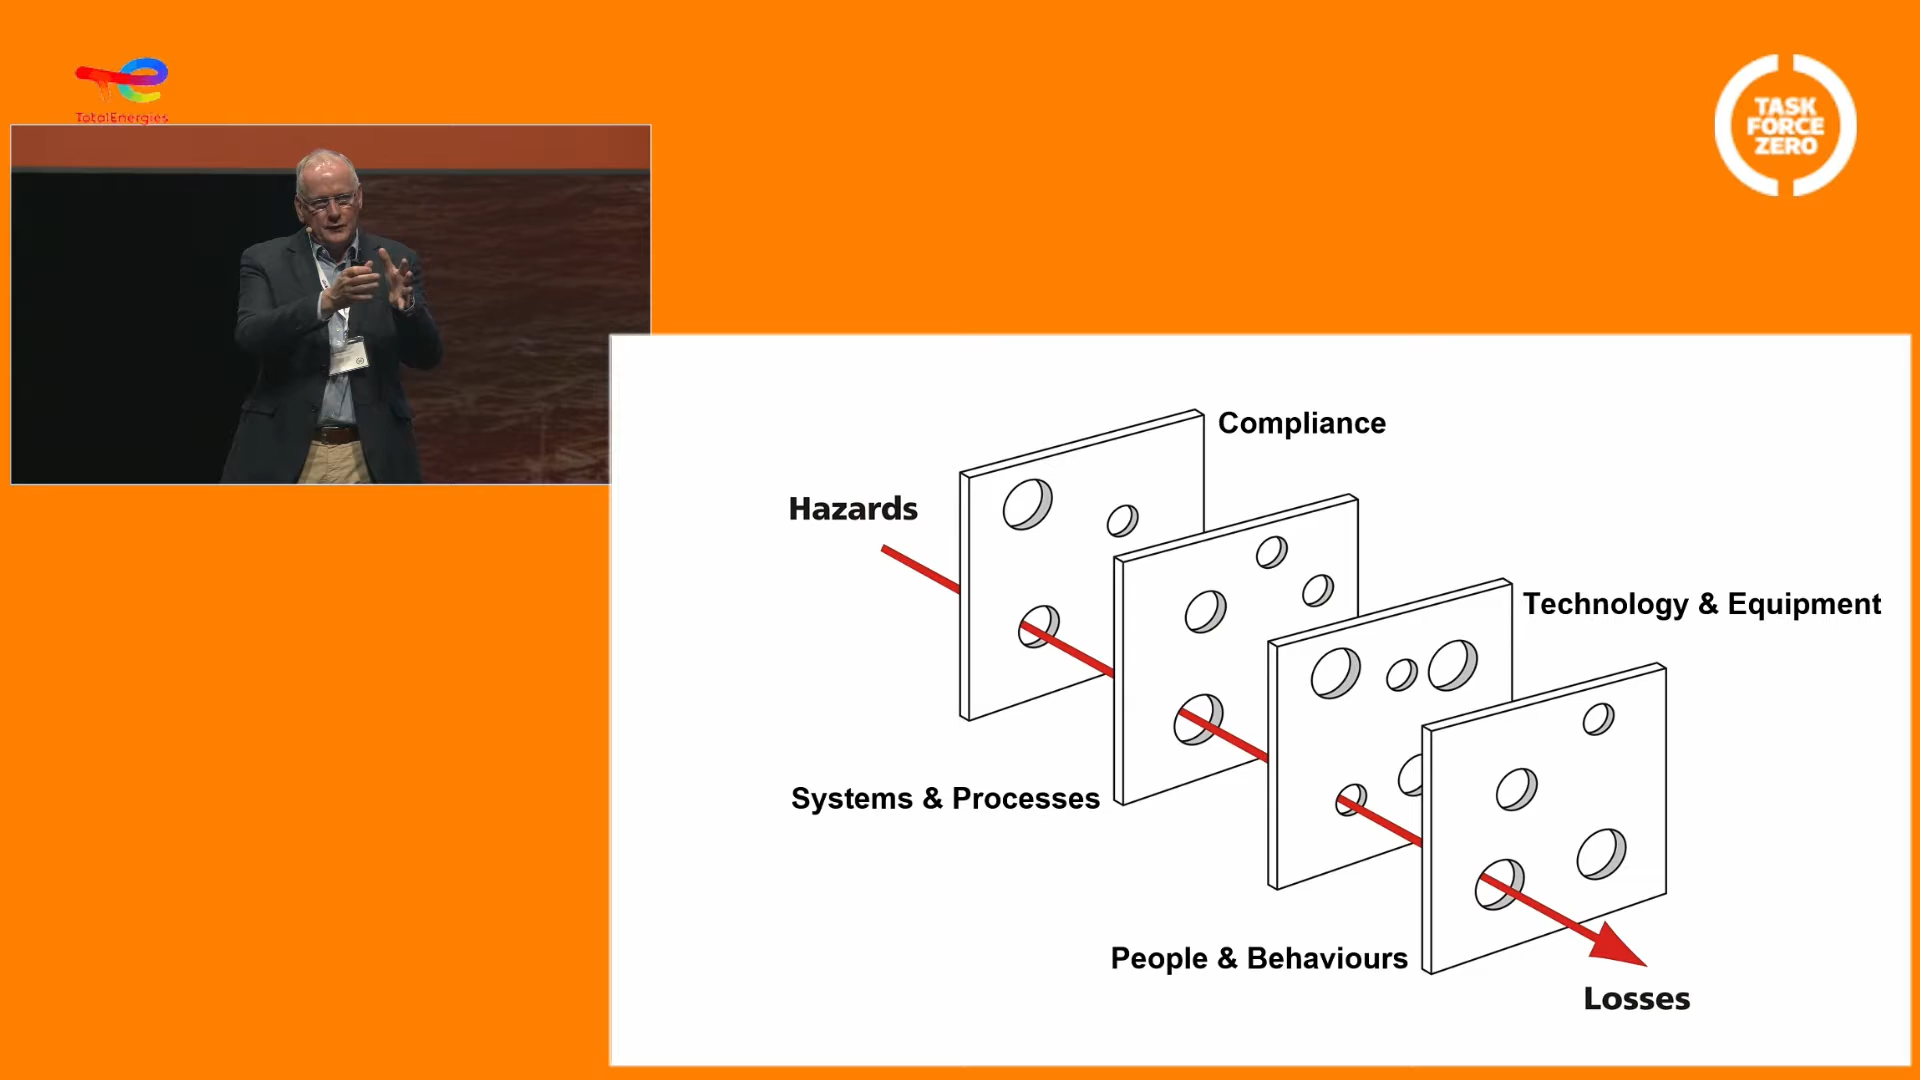 TotalEnergies
TASK
FORCE
ZERO
Compliance
Hazards
Technology & Equipment
Systems & Processes
People & Behaviours
Losses